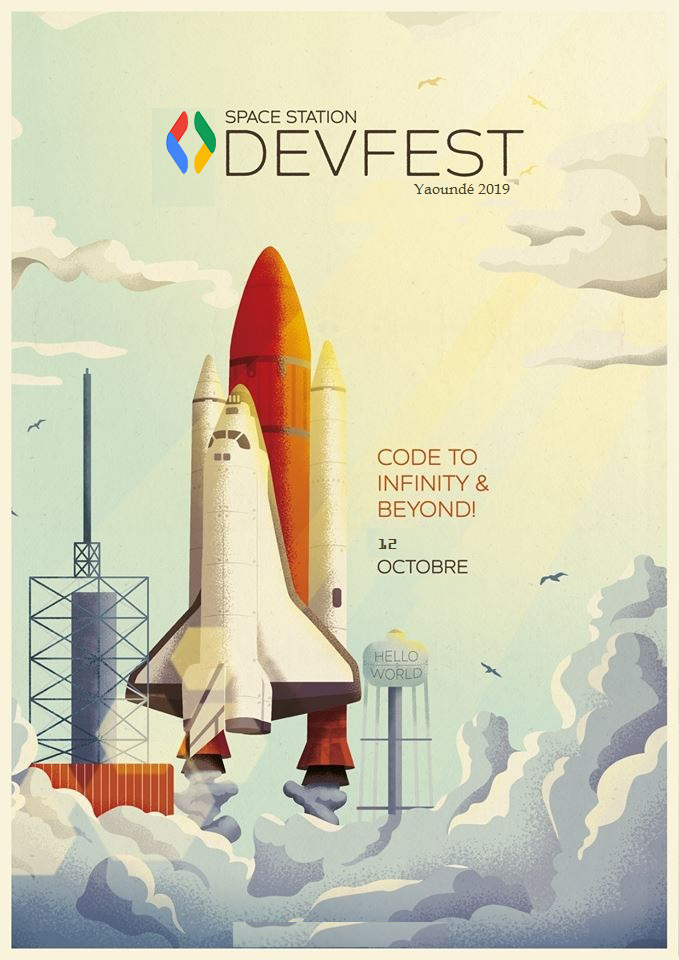 SPACE STATION
DEVFEST
Yaoundé 2019
CODE TO
INFINITY &
BEYOND!
12
OCTOBRE
HELLO
WORLD